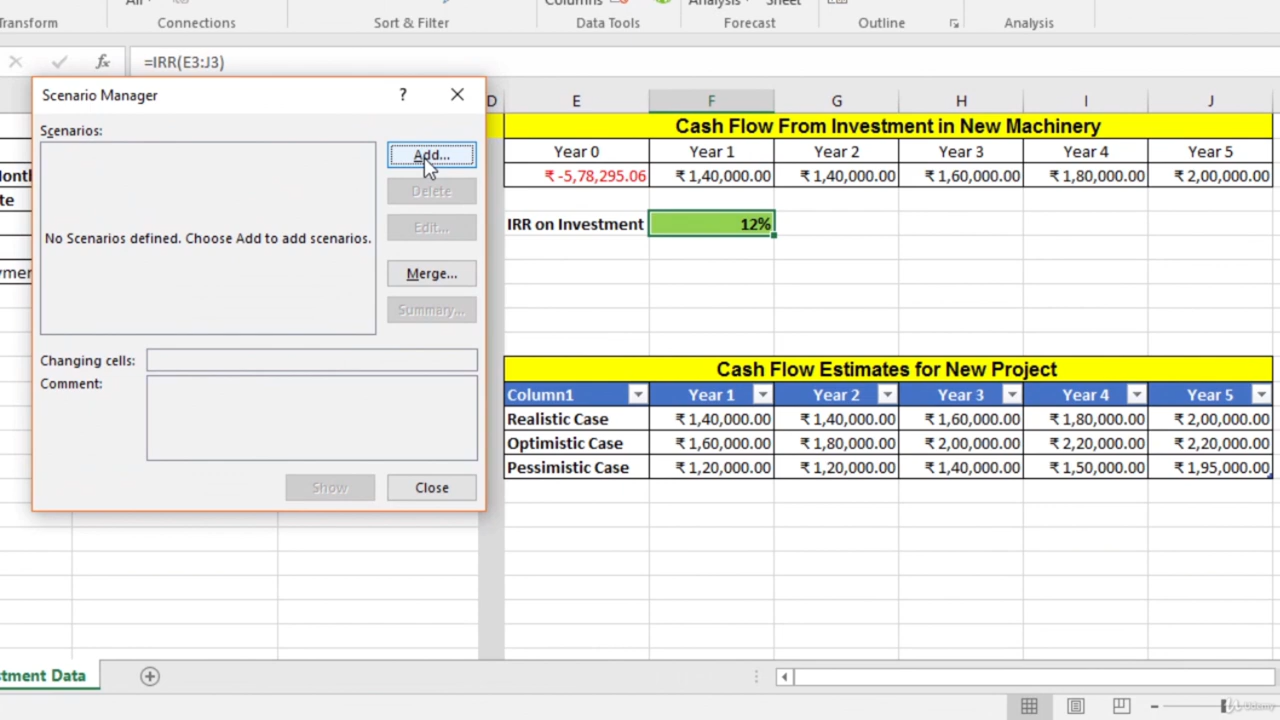 Transform
All
Connections
Sort & Filter
Columns
Data Tools
Analysis
Sheet
Forecast
Outline
Analysis
fx
=IRR(E3:J3)
Scenario Manager
?
Scenarios:
Add...
Delete
Edit...
No Scenarios defined. Choose Add to add scenarios.
Merge...
Summary...
Changing cells:
Comment:
Show
Close
D E F G H I J
Cash Flow From Investment in New Machinery
Year 0 Year 1 Year 2 Year 3 Year 4 Year 5
₹ -5,78,295.06 ₹ 1,40,000.00 ₹ 1,40,000.00 ₹ 1,60,000.00 ₹ 1,80,000.00 ₹ 2,00,000.00
IRR on Investment 12%
Cash Flow Estimates for New Project
Column1 Year 1 Year 2 Year 3 Year 4 Year 5
Realistic Case ₹ 1,40,000.00 ₹ 1,40,000.00 ₹ 1,60,000.00 ₹ 1,80,000.00 ₹ 2,00,000.00
Optimistic Case ₹ 1,60,000.00 ₹ 1,80,000.00 ₹ 2,00,000.00 ₹ 2,20,000.00 ₹ 2,20,000.00
Pessimistic Case ₹ 1,20,000.00 ₹ 1,20,000.00 ₹ 1,40,000.00 ₹ 1,50,000.00 ₹ 1,95,000.00
stment Data